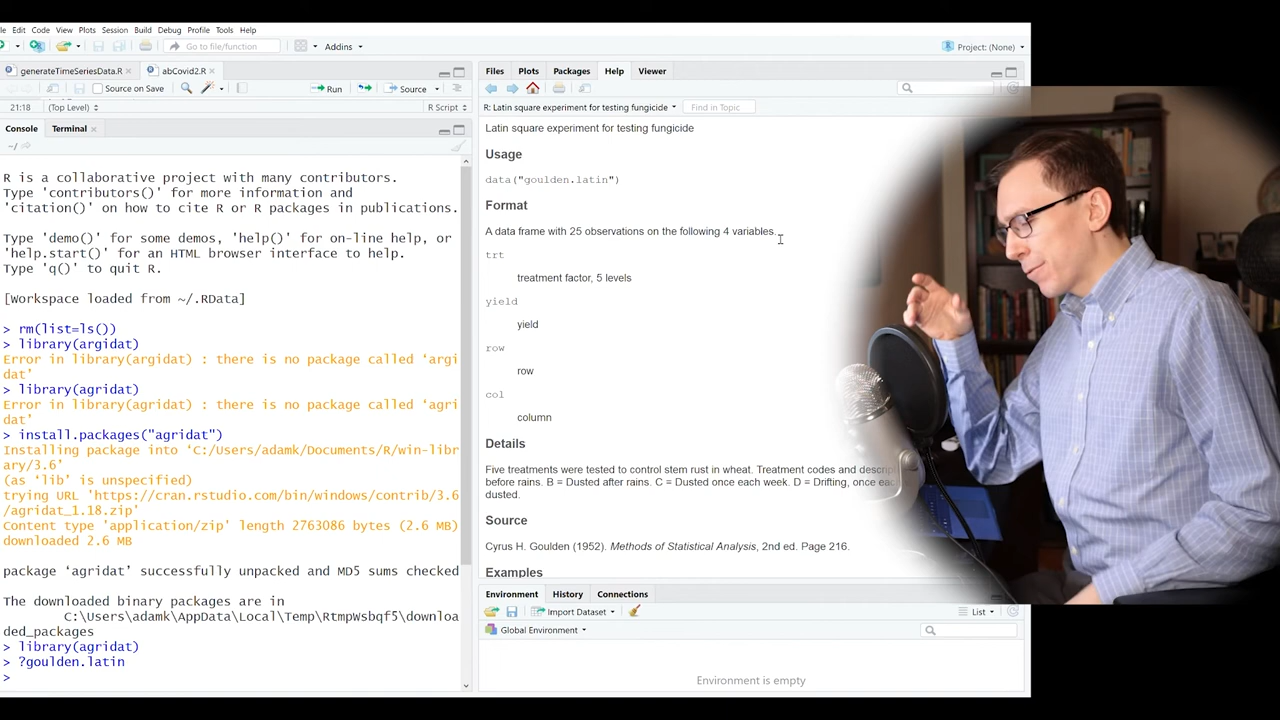 Edit Code View Plots Session Build Debug Profile Tools Help
Go to file/function
Addins
Project: (None)
generateTimeSeriesData.R
abCovid2.R
Source on Save
Run
Source
21:18
(Top Level)
R Script
Console
Terminal
~/
R is a collaborative project with many contributors.
Type 'contributors()' for more information and
'citation()' on how to cite R or R packages in publications.
Type 'demo()' for some demos, 'help()' for on-line help, or
'help.start()' for an HTML browser interface to help.
Type 'q()' to quit R.
[Workspace loaded from ~/.RData]
> rm(list=ls())
> library(argidat)
Error in library(argidat) : there is no package called ‘argi
dat’
> library(agridat)
Error in library(agridat) : there is no package called ‘agri
dat’
> install.packages("agridat")
Installing package into ‘C:/Users/adamk/Documents/R/win-libr
ary/3.6’
(as ‘lib’ is unspecified)
trying URL 'https://cran.rstudio.com/bin/windows/contrib/3.6
/agridat_1.18.zip'
Content type 'application/zip' length 2763086 bytes (2.6 MB)
downloaded 2.6 MB
package ‘agridat’ successfully unpacked and MD5 sums checked
The downloaded binary packages are in
C:\Users\adamk\AppData\Local\Temp\RtmpWsbqf5\downloa
ded_packages
> library(agridat)
> ?goulden.latin
>
Files
Plots
Packages
Help
Viewer
R: Latin square experiment for testing fungicide
Find in Topic
Latin square experiment for testing fungicide
Usage
data("goulden.latin")
Format
A data frame with 25 observations on the following 4 variables.
trt
treatment factor, 5 levels
yield
yield
row
row
col
column
Details
Five treatments were tested to control stem rust in wheat. Treatment codes and
before rains. B = Dusted after rains. C = Dusted once each week. D = Drifting, once
dusted.
Source
Cyrus H. Goulden (1952). Methods of Statistical Analysis, 2nd ed. Page 216.
Examples
Environment
History
Connections
Import Dataset
List
Global Environment
Environment is empty